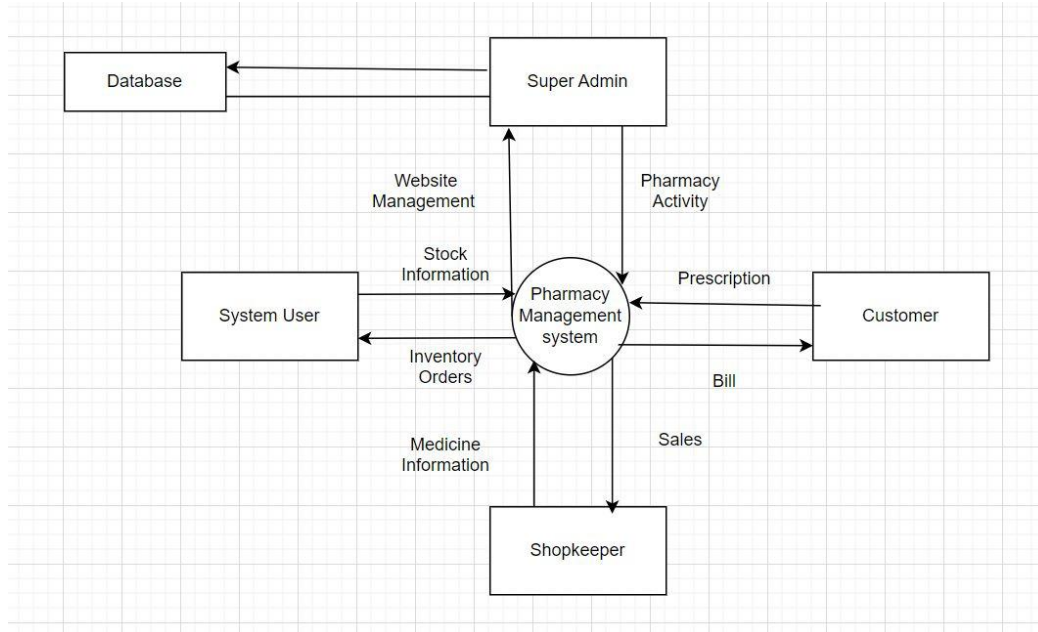 Database
Super Admin
Website
Management
Pharmacy
Activity
Stock
Information
System User
Pharmacy
Management
system
Prescription
Customer
Inventory
Orders
Bill
Medicine
Information
Sales
Shopkeeper